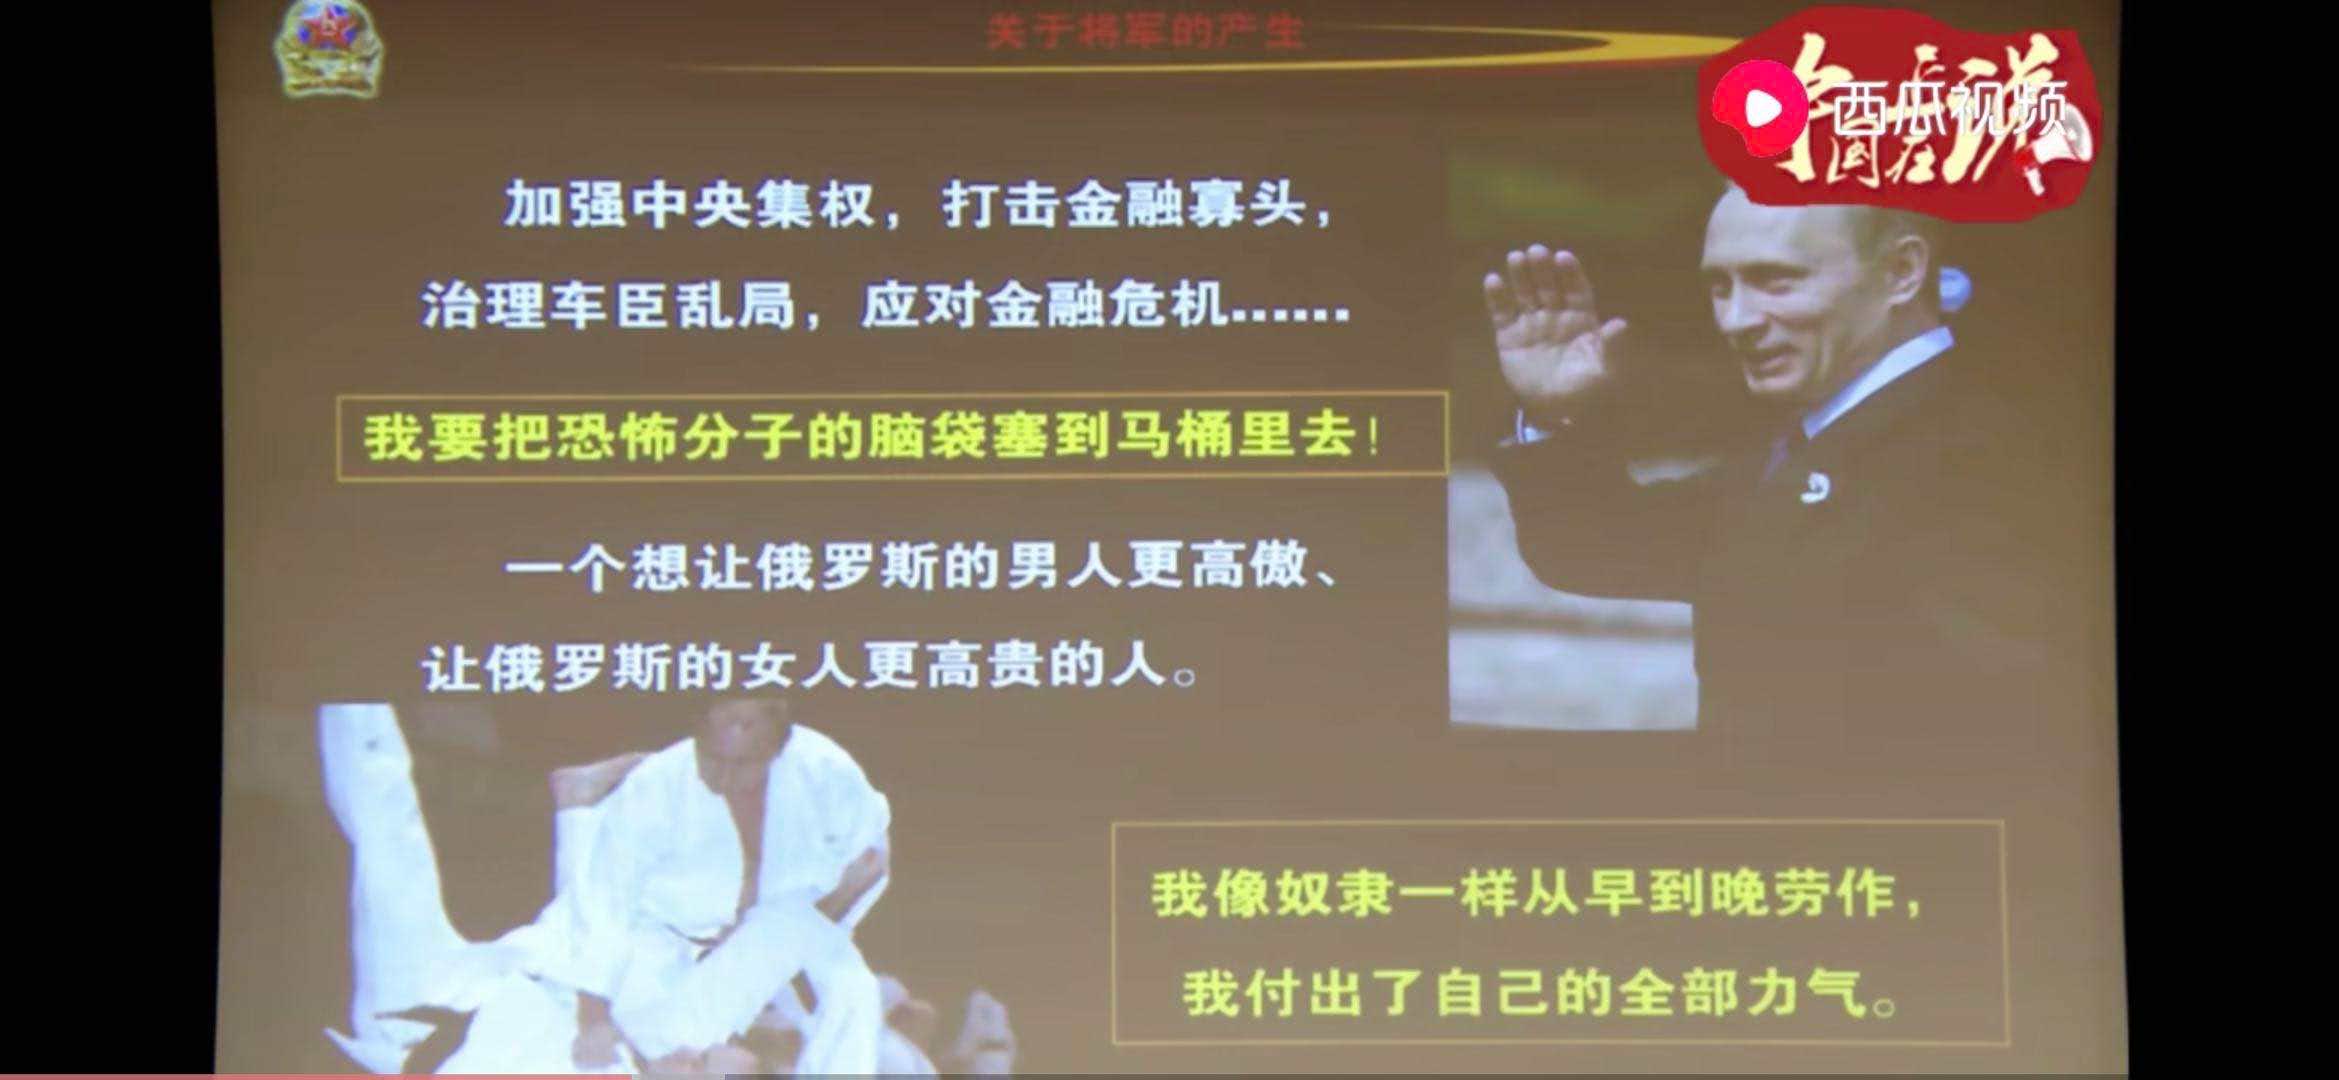 关于将军的产生
西瓜视频
加强中央集权，打击金融寡头，
治理车臣乱局，应对金融危机……
我要把恐怖分子的脑袋塞到马桶里去！
一个想让俄罗斯的男人更高傲、
让俄罗斯的女人更高贵的人。
我像奴隶一样从早到晚劳作，
我付出了自己的全部力气。